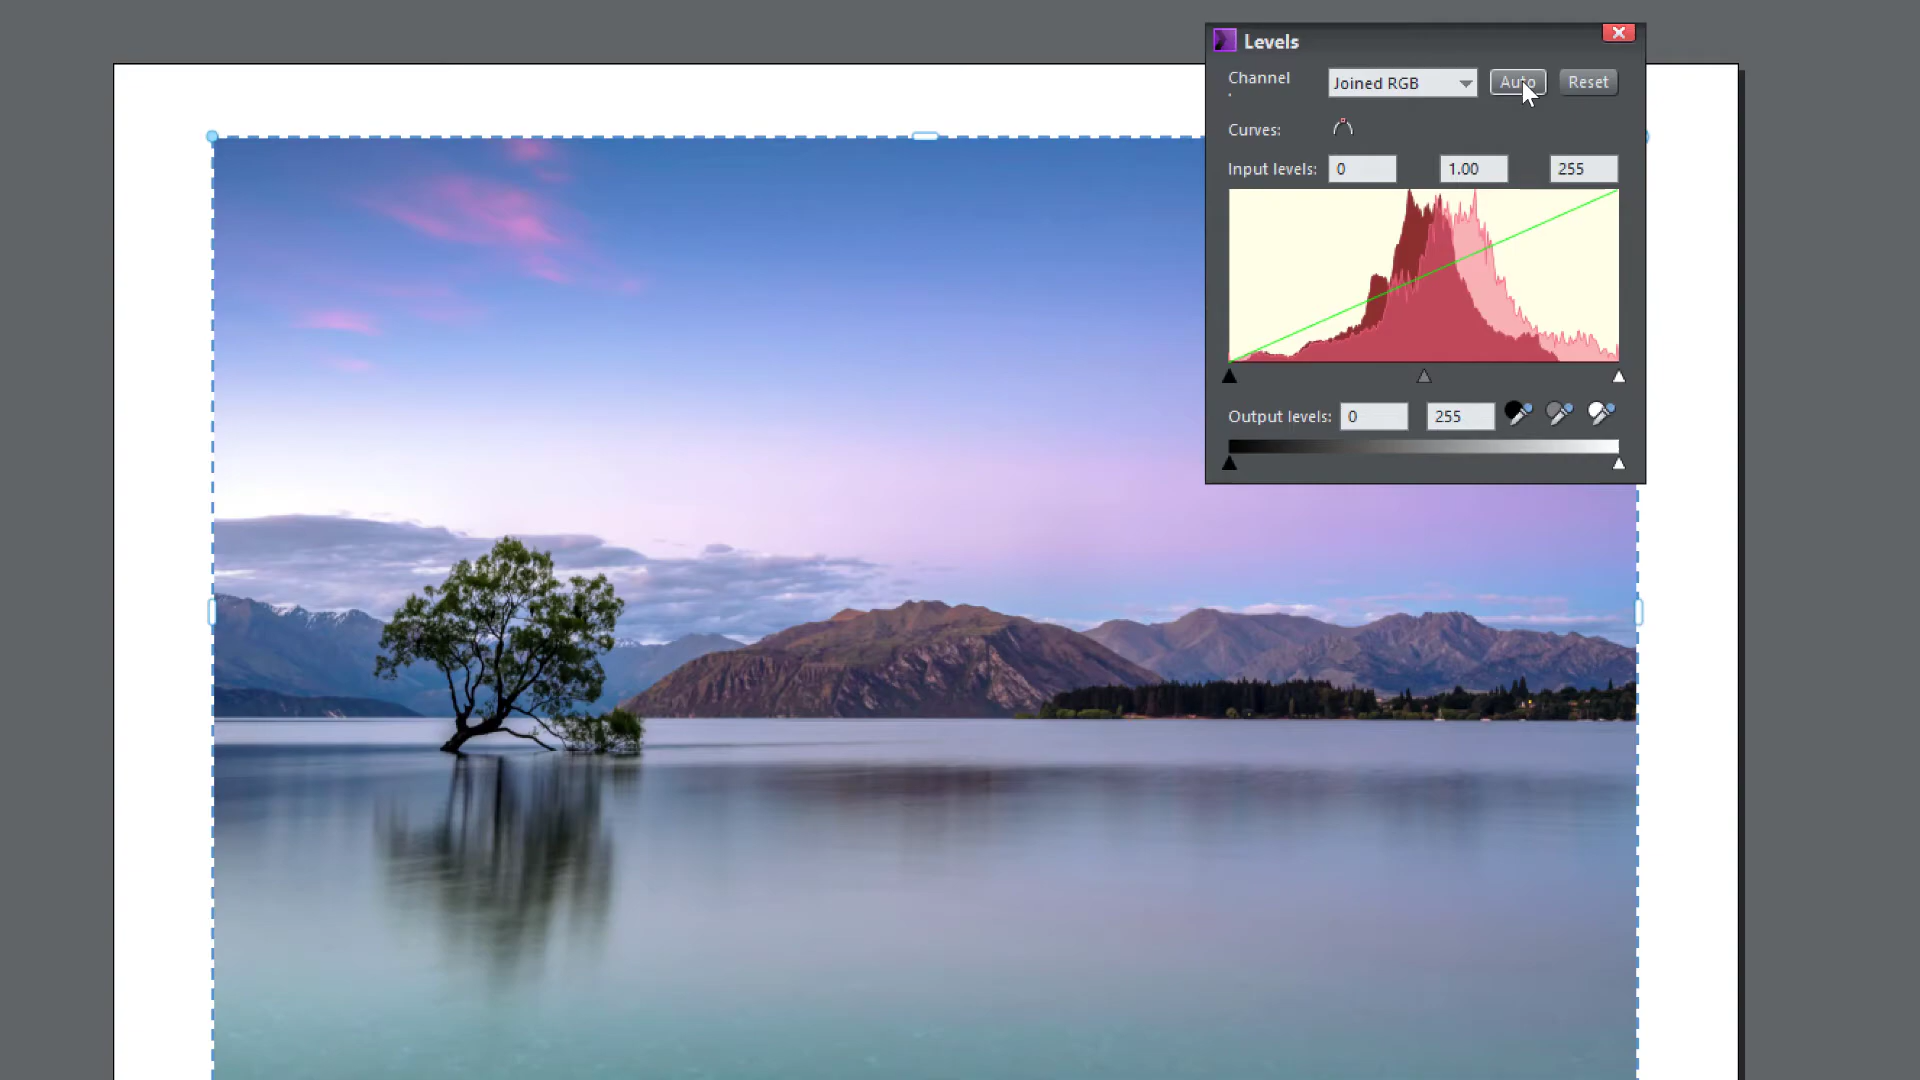 Levels
Channel
Joined RGB
Auto
Reset
Curves:
Input levels: 0 1.00 255
Output levels: 0 255